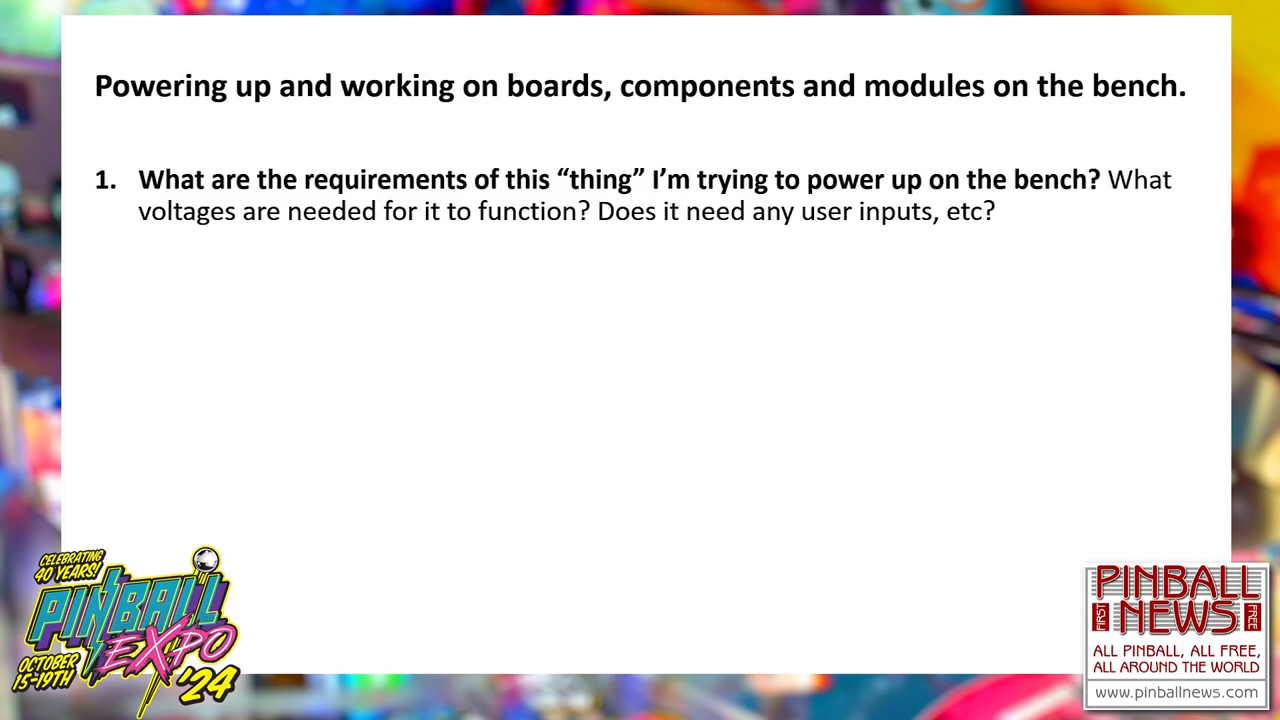 Powering up and working on boards, components and modules on the bench.
1. What are the requirements of this “thing” I’m trying to power up on the bench? What
voltages are needed for it to function? Does it need any user inputs, etc?
CELEBRATING
40 YEARS!
PINBALL
EXPO
OCTOBER
15-19TH
'24
PINBALL
FIRST NEWS FREE
ALL PINBALL, ALL FREE,
ALL AROUND THE WORLD
www.pinballnews.com